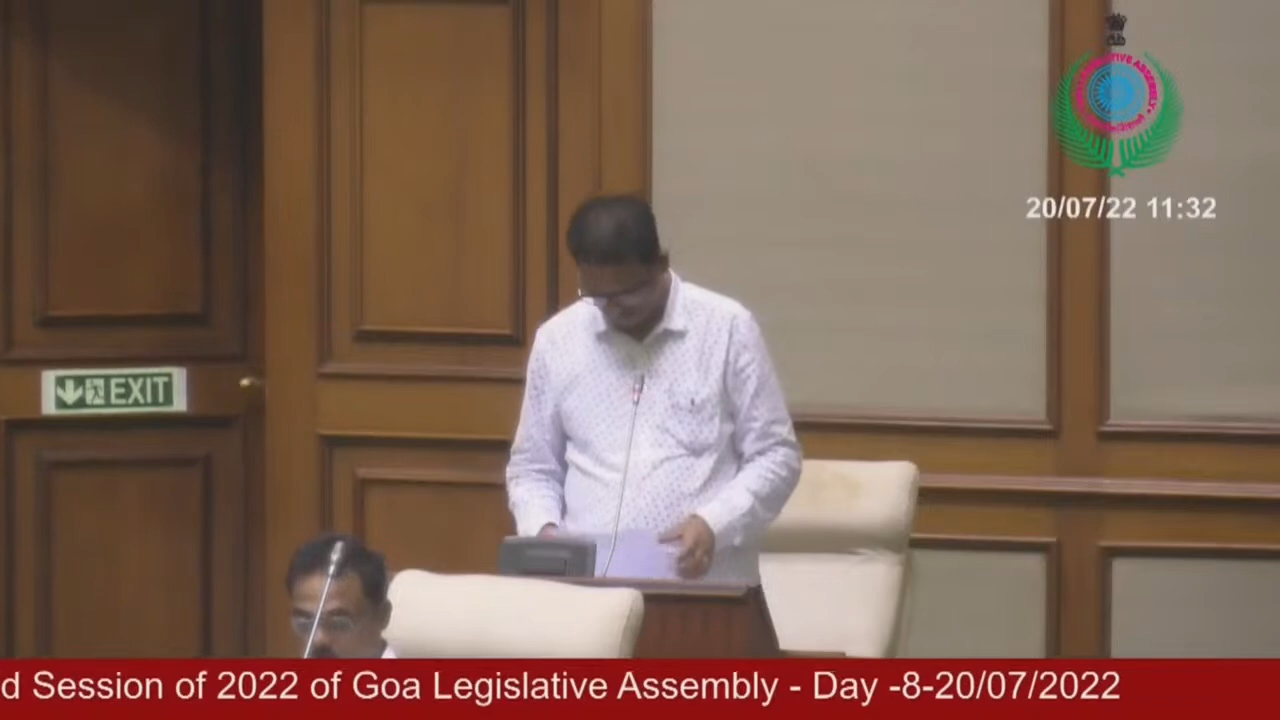 20/07/22 11:32
EXIT
d Session of 2022 of Goa Legislative Assembly - Day -8-20/07/2022